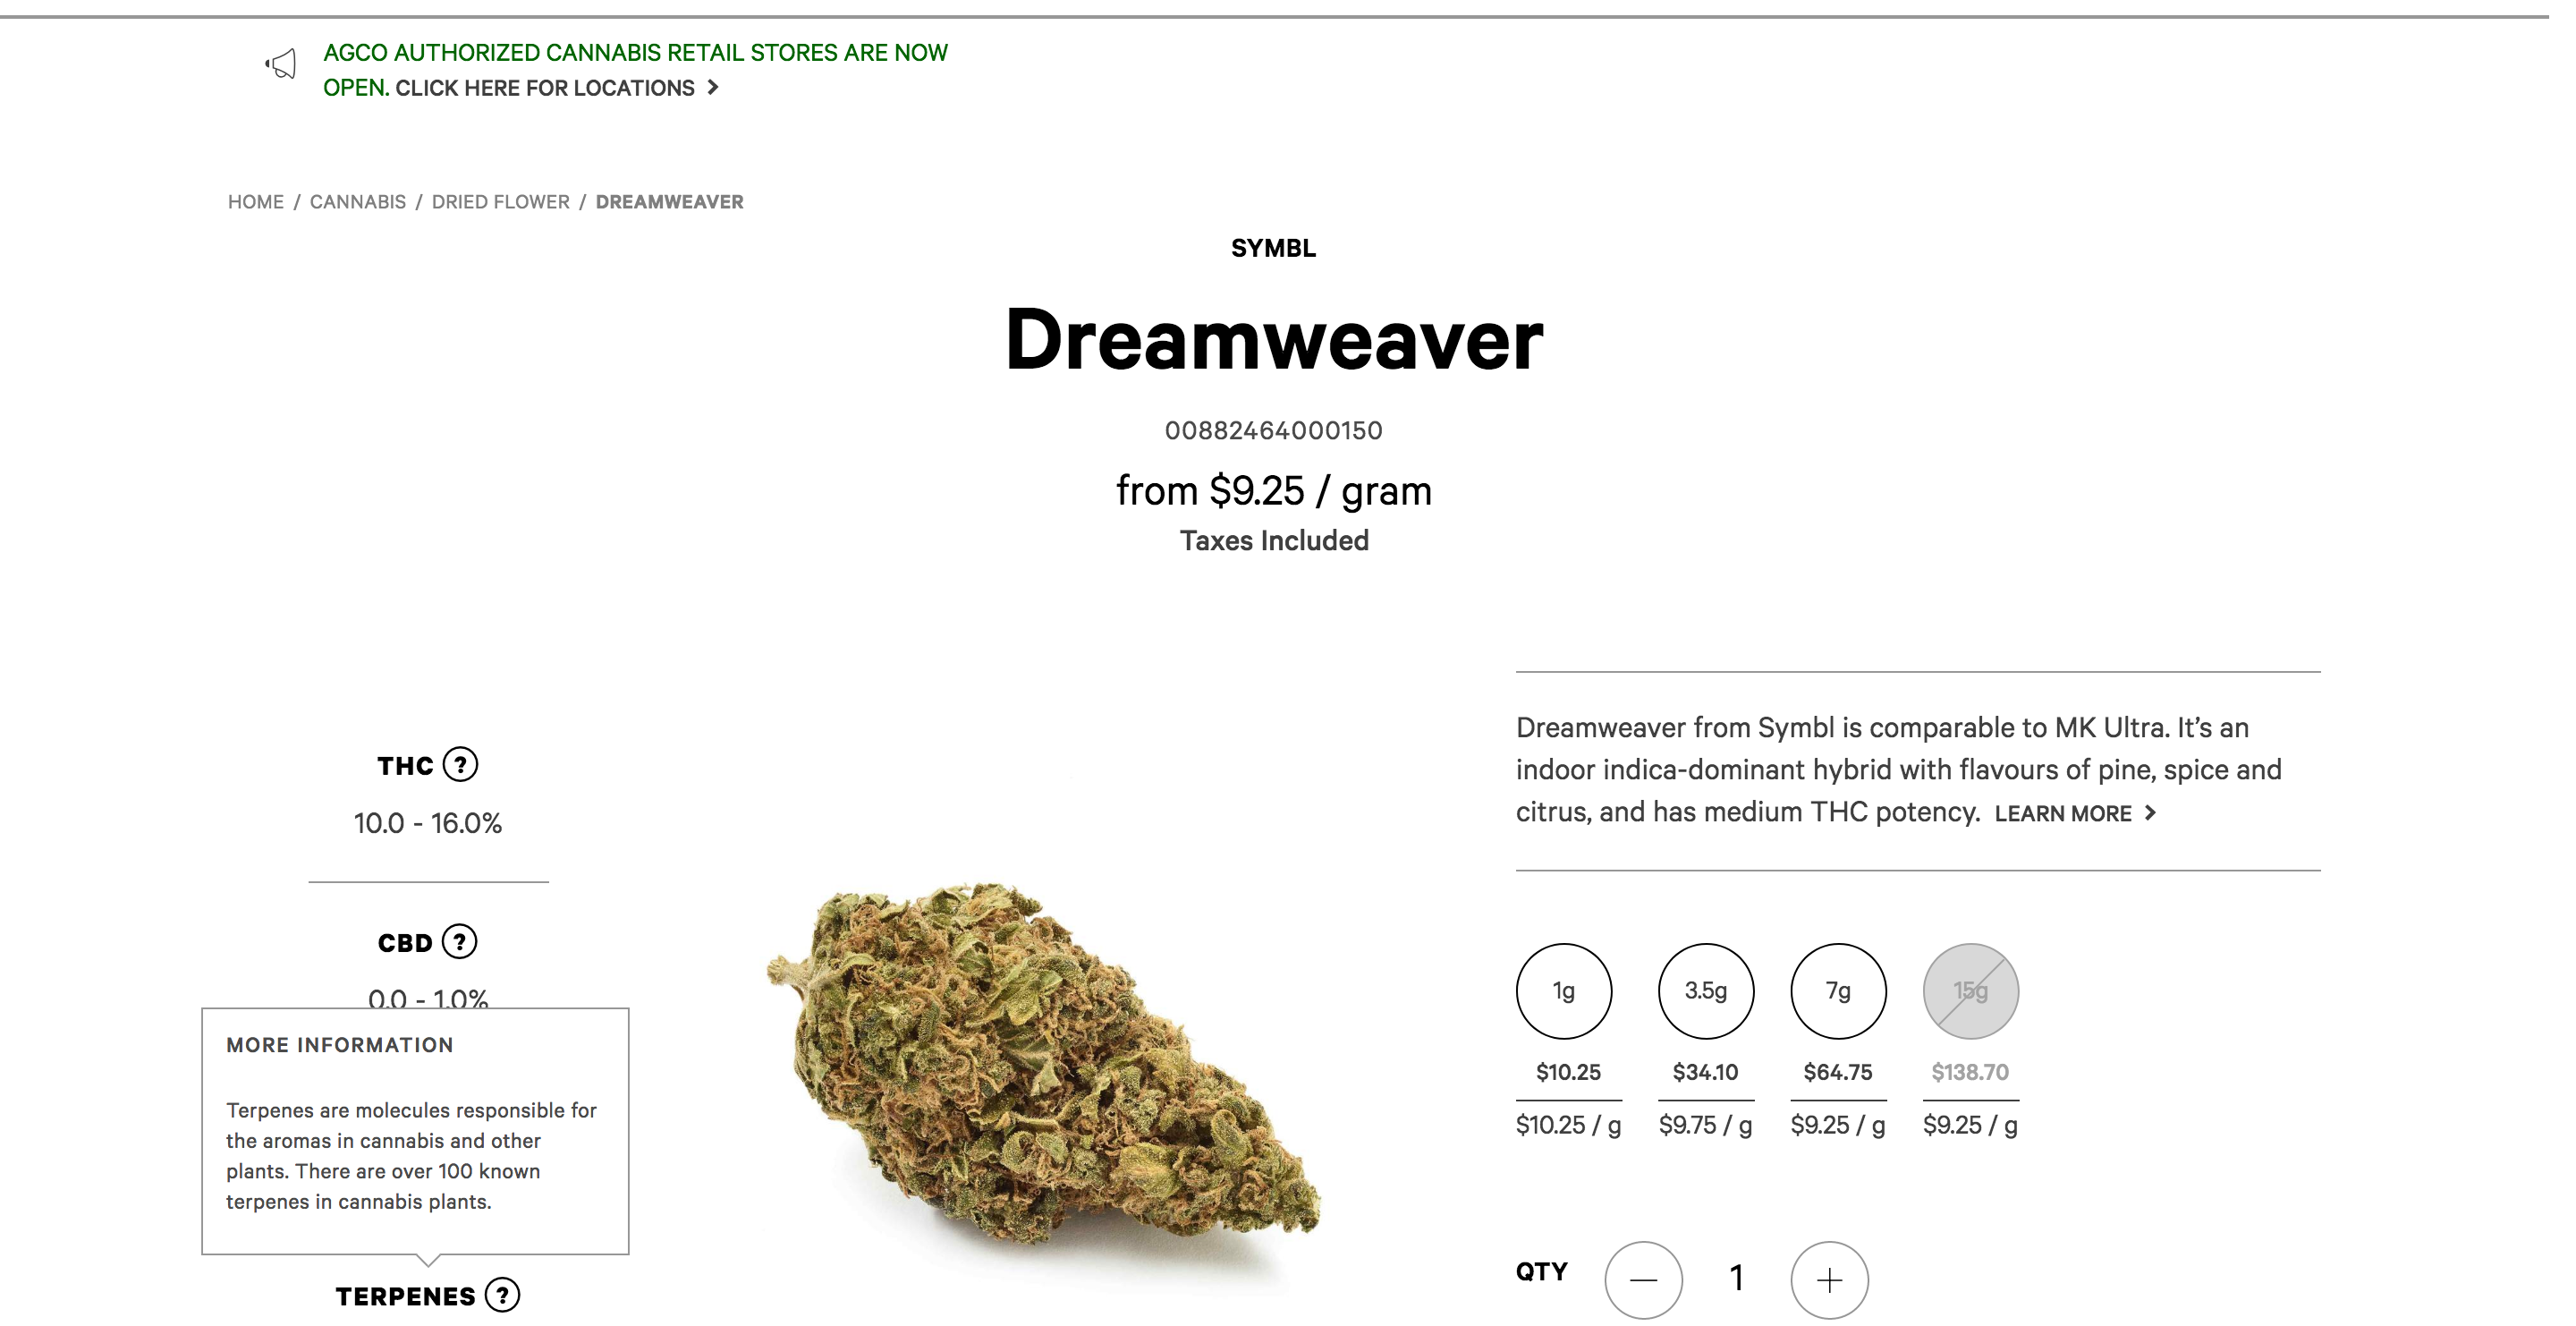 AGCO AUTHORIZED CANNABIS RETAIL STORES ARE NOW
OPEN. CLICK HERE FOR LOCATIONS >
HOME / CANNABIS / DRIED FLOWER / DREAMWEAVER
SYMBL
Dreamweaver
00882464000150
from $9.25 / gram
Taxes Included
THC ?
10.0 - 16.0%
CBD ?
0.0 - 1.0%
MORE INFORMATION
Terpenes are molecules responsible for
the aromas in cannabis and other
plants. There are over 100 known
terpenes in cannabis plants.
TERPENES ?
Dreamweaver from Symbl is comparable to MK Ultra. It’s an
indoor indica-dominant hybrid with flavours of pine, spice and
citrus, and has medium THC potency. LEARN MORE >
1g 3.5g 7g 15g
$10.25 $34.10 $64.75 $138.70
$10.25 / g $9.75 / g $9.25 / g $9.25 / g
QTY — 1 +